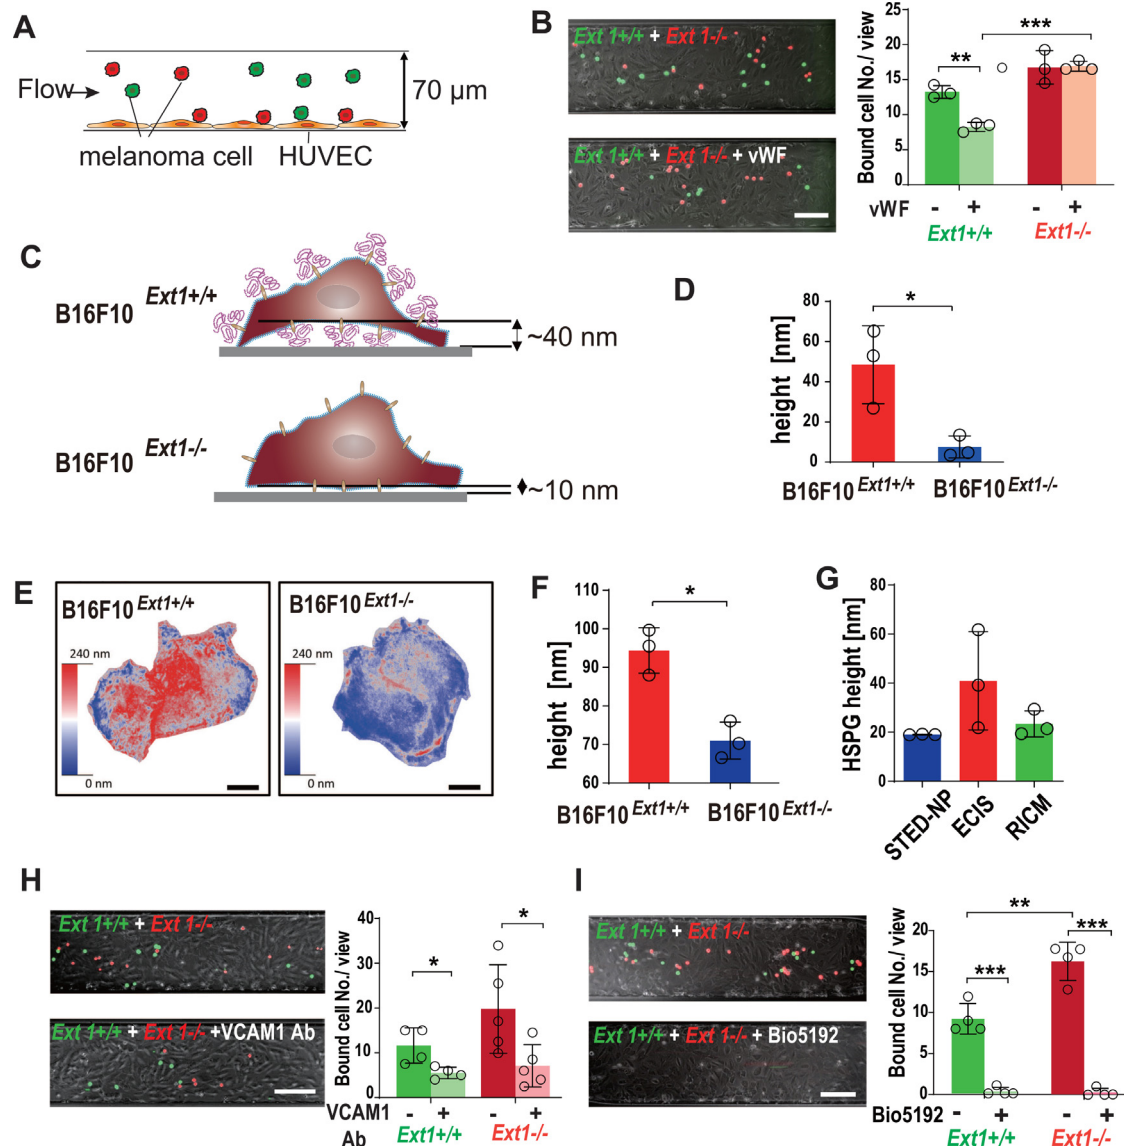 A
Flow
70 µm
melanoma cell
HUVEC
B
Ext 1+/+ + Ext 1-/-
Ext 1+/+ + Ext 1-/- + vWF
Bound cell No./ view
25
20
15
10
5
0
**
***
vWF - + - +
Ext1+/+ Ext1-/-
C
B16F10 Ext1+/+
~40 nm
B16F10 Ext1-/-
~10 nm
D
height [nm]
80
60
40
20
0
*
B16F10 Ext1+/+ B16F10 Ext1-/-
E
B16F10 Ext1+/+
240 nm
0 nm
B16F10 Ext1-/-
240 nm
0 nm
F
height [nm]
110
100
90
80
70
60
*
B16F10 Ext1+/+ B16F10 Ext1-/-
G
HSPG height [nm]
80
60
40
20
0
STED-NP
ECIS
RICM
H
Ext 1+/+ + Ext 1-/-
Ext 1+/+ + Ext 1-/- +VCAM1 Ab
Bound cell No./ view
40
30
20
10
0
*
*
VCAM1 - + - +
Ab Ext1+/+ Ext1-/-
I
Ext 1+/+ + Ext 1-/-
Ext 1+/+ + Ext 1-/- + Bio5192
Bound cell No./ view
20
15
10
5
0
**
***
***
Bio5192 - + - +
Ext1+/+ Ext1-/-